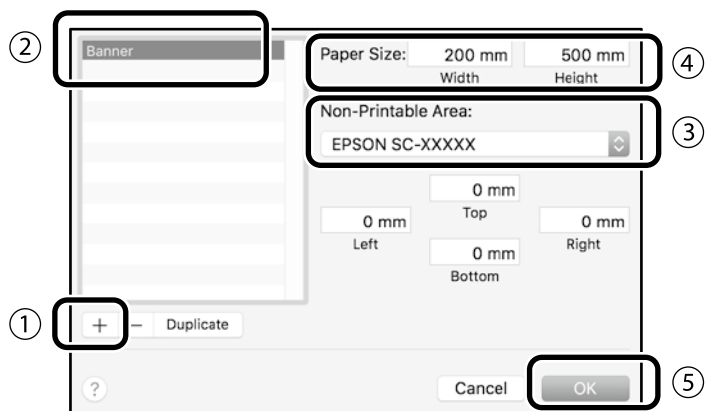 ②
Banner
Paper Size: 200 mm 500 mm
Width Height
④
Non-Printable Area:
EPSON SC-XXXXX
③
0 mm
Top
0 mm 0 mm
Left Right
0 mm
Bottom
①
+ − Duplicate
?
Cancel OK
⑤